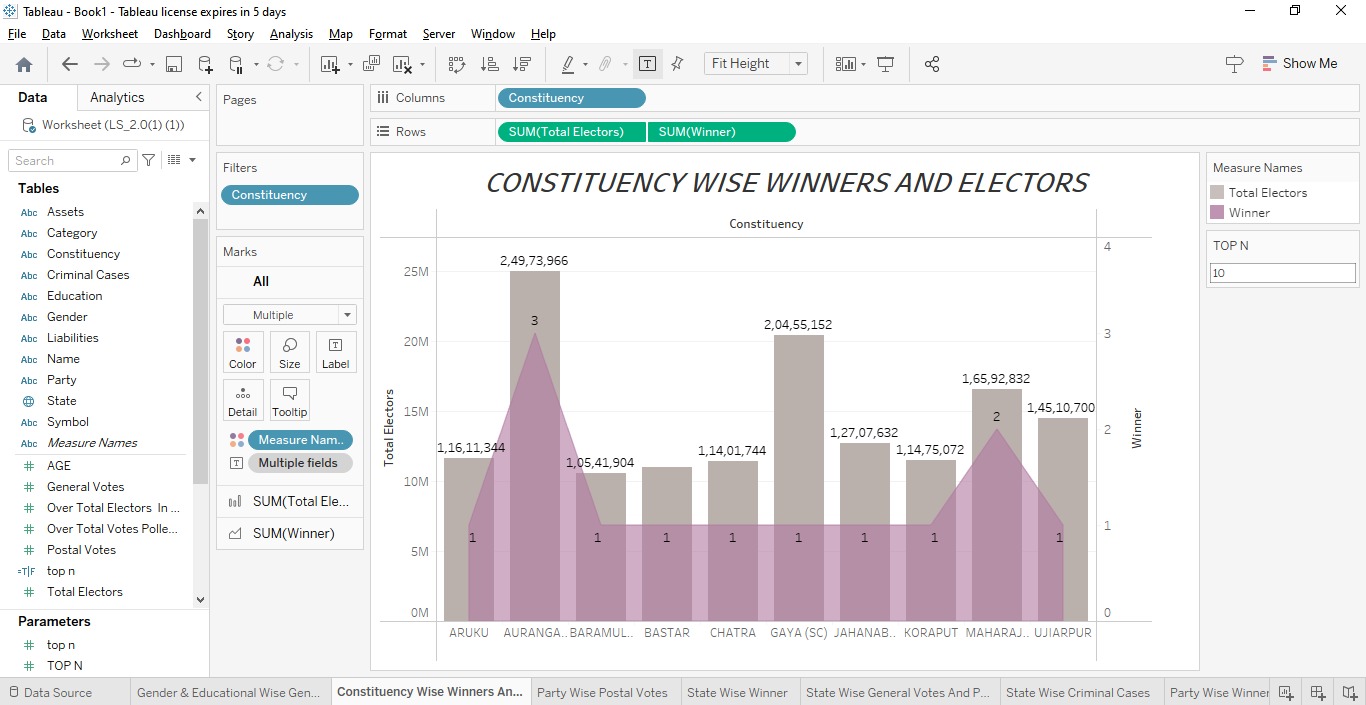 Tableau - Book1 - Tableau license expires in 5 days
File Data Worksheet Dashboard Story Analysis Map Format Server Window Help
Fit Height
Show Me
Data Analytics
Worksheet (LS_2.0(1) (1))
Search
Tables
Abc Assets
Abc Category
Abc Constituency
Abc Criminal Cases
Abc Education
Abc Gender
Abc Liabilities
Abc Name
Abc Party
State
Abc Symbol
Abc Measure Names
# AGE
# General Votes
# Over Total Electors In ...
# Over Total Votes Polle...
# Postal Votes
=T|F top n
# Total Electors
Parameters
# top n
# TOP N
Pages
Filters
Constituency
Marks
All
Multiple
Color Size Label
Detail Tooltip
Measure Nam..
Multiple fields
SUM(Total Ele...
SUM(Winner)
Columns Constituency
Rows SUM(Total Electors) SUM(Winner)
CONSTITUENCY WISE WINNERS AND ELECTORS
Constituency
Total Electors
25M
20M
15M
10M
5M
0M
2,49,73,966
2,04,55,152
1,65,92,832
1,45,10,700
1,27,07,632
1,16,11,344
1,05,41,904
1,14,01,744
1,14,75,072
1 3 1 1 1 1 1 1 2 1
4
3
2
1
0
Winner
ARUKU AURANGA.. BARAMUL.. BASTAR CHATRA GAYA (SC) JAHANAB.. KORAPUT MAHARAJ.. UJIARPUR
Measure Names
Total Electors
Winner
TOP N
10
Data Source Gender & Educational Wise Gen... Constituency Wise Winners An... Party Wise Postal Votes State Wise Winner State Wise General Votes And P... State Wise Criminal Cases Party Wise Winner